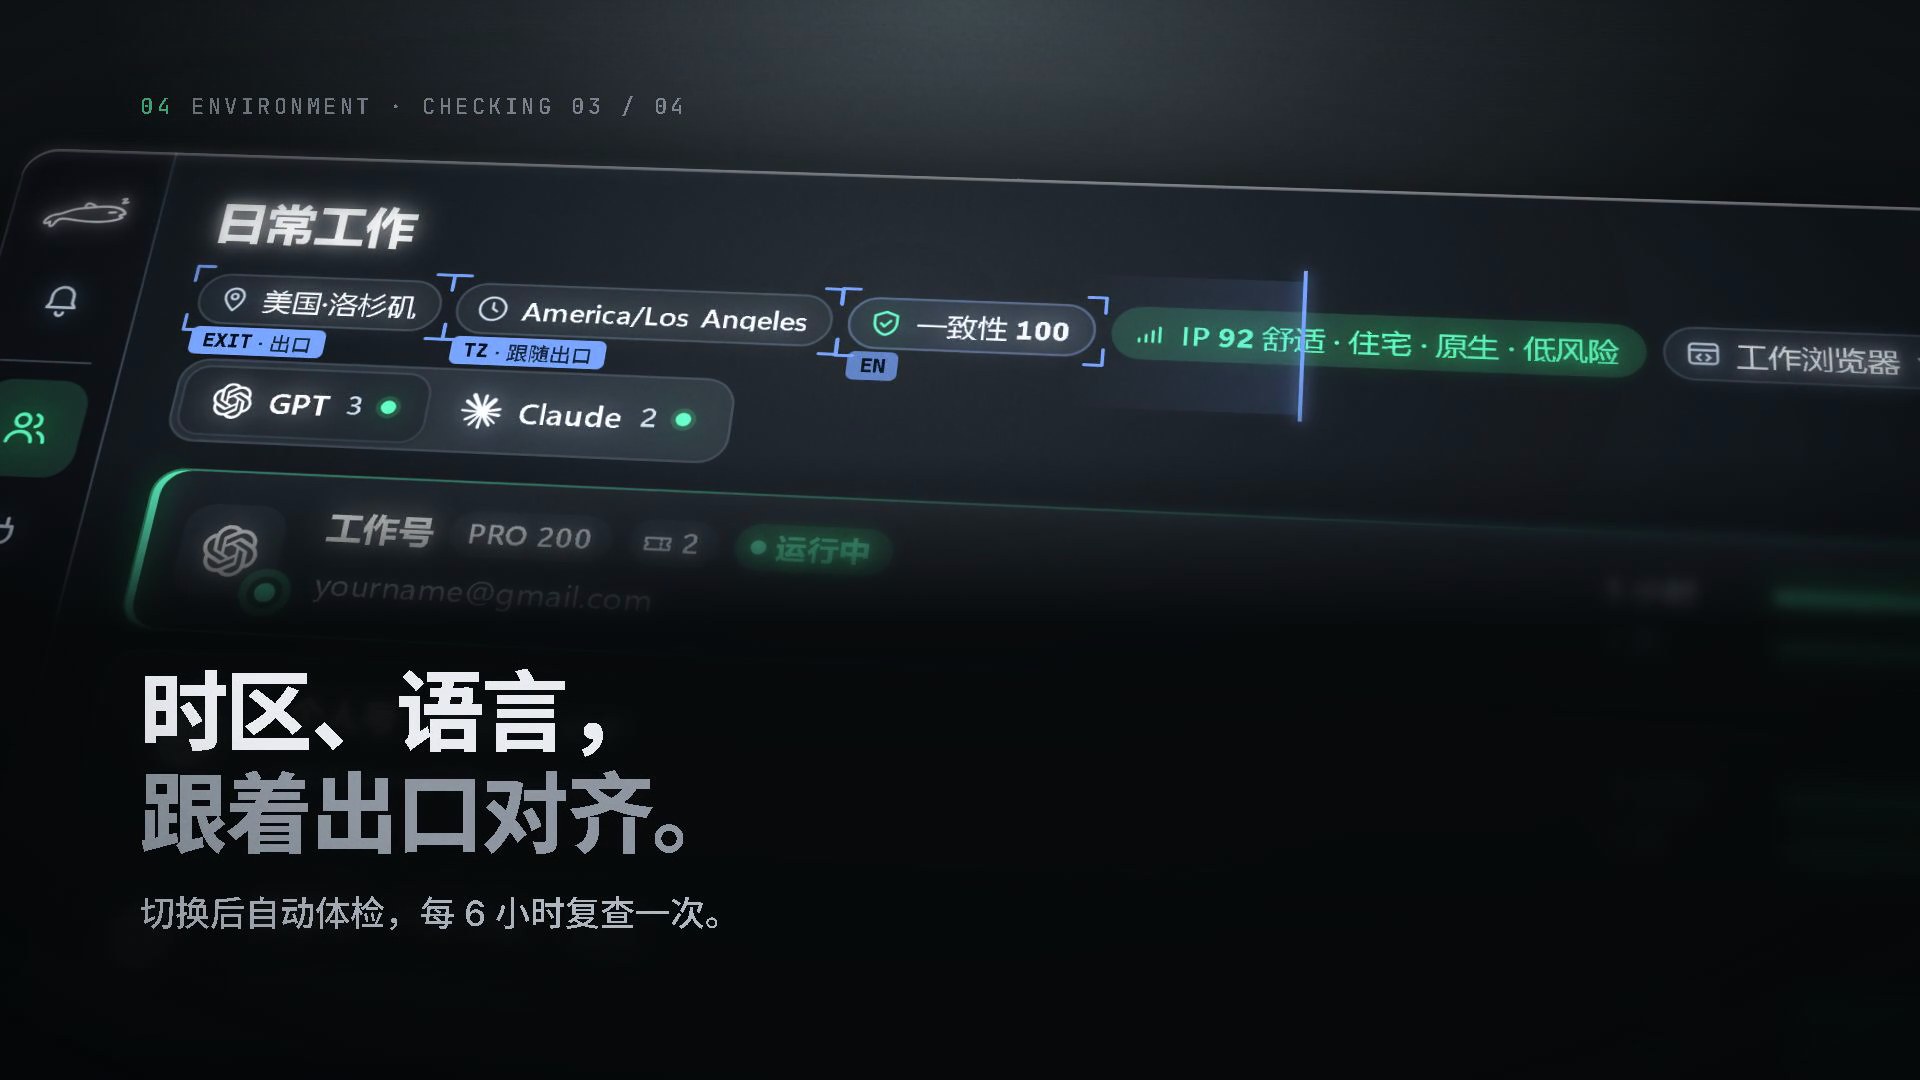 04 ENVIRONMENT · CHECKING 03 / 04
日常工作
美国·洛杉矶 America/Los Angeles 一致性 100 IP 92 舒适 · 住宅 · 原生 · 低风险 工作浏览器
EXIT · 出口 TZ · 跟随出口 EN
GPT 3 Claude 2
工作号 PRO 200 2 运行中
yourname@gmail.com
时区、语言，
跟着出口对齐。
切换后自动体检，每 6 小时复查一次。